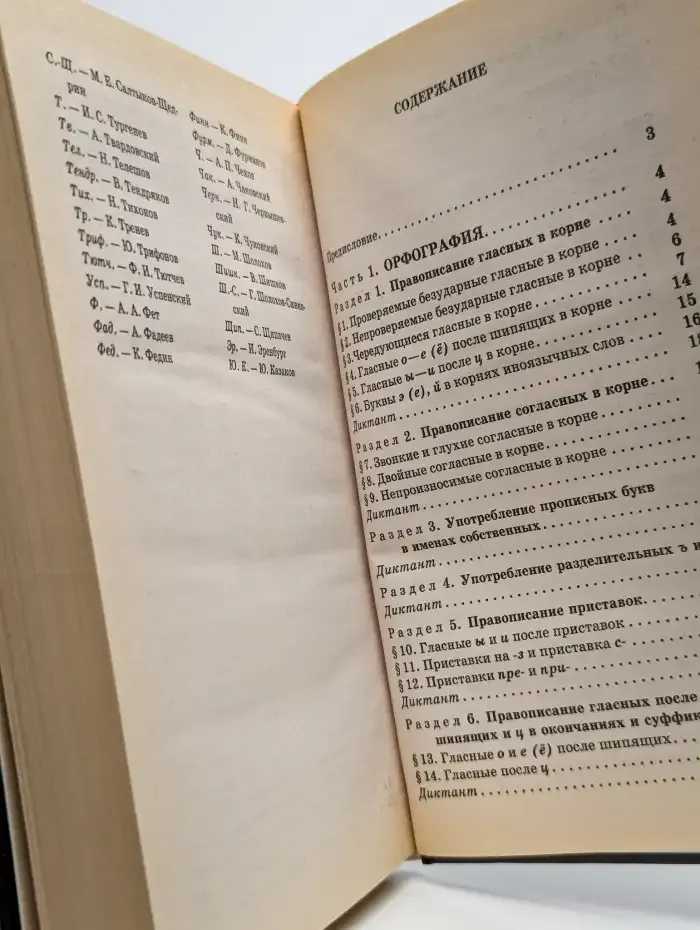 С.-Щ. — М. Е. Салтыков-Щед-
рин
Т. — И. С. Тургенев
Тв. — А. Твардовский
Тел. — Н. Телешов
Тендр. — В. Тендряков
Тих. — Н. Тихонов
Тр. — К. Тренев
Триф. — Ю. Трифонов
Тютч. — Ф. И. Тютчев
Усп. — Г. И. Успенский
Ф. — А. А. Фет
Фад. — А. Фадеев
Фед. — К. Федин
Финн — К. Финн
Фурм. — Д. Фурманов
Ч. — А. П. Чехов
Чак. — А. Чаковский
Черн. — Н. Г. Чернышев-
ский
Чук. — К. Чуковский
Ш. — М. Шолохов
Шишк. — В. Шишков
Ш.-С. — Г. Шолохов-Синяв-
ский
Щип. — С. Щипачев
Эр. — И. Эренбург
Ю. К. — Ю. Казаков
СОДЕРЖАНИЕ
Предисловие. . . . . . . . . . . . . . . . . . . . 3
Часть 1. ОРФОГРАФИЯ. . . . . . . . . . . . 4
Раздел 1. Правописание гласных в корне . . . . 4
§ 1. Проверяемые безударные гласные в корне . . . . 4
§ 2. Непроверяемые безударные гласные в корне . . 6
§ 3. Чередующиеся гласные в корне. . . . . . . . . . 7
§ 4. Гласные о—е (ё) после шипящих в корне . . . . 14
§ 5. Гласные ы—и после ц в корне. . . . . . . . . . 15
§ 6. Буквы э (е), й в корнях иноязычных слов . . . . 16
Диктант . . . . . . . . . . . . . . . . . . . .
Раздел 2. Правописание согласных в корне. . .
§ 7. Звонкие и глухие согласные в корне . . . . . .
§ 8. Двойные согласные в корне. . . . . . . . . . . .
§ 9. Непроизносимые согласные в корне . . . . . .
Диктант . . . . . . . . . . . . . . . . . . . .
Раздел 3. Употребление прописных букв
в именах собственных. . . . . . . . . . . . . .
Диктант . . . . . . . . . . . . . . . . . . . .
Раздел 4. Употребление разделительных ъ и
Диктант . . . . . . . . . . . . . . . . . . . .
Раздел 5. Правописание приставок. . . . . .
§ 10. Гласные ы и и после приставок . . . . . .
§ 11. Приставки на -з и приставка с- . . . . . .
§ 12. Приставки пре- и при- . . . . . . . . . .
Диктант . . . . . . . . . . . . . . . . . . . .
Раздел 6. Правописание гласных после
шипящих и ц в окончаниях и суффик
§ 13. Гласные о и е (ё) после шипящих . . . .
§ 14. Гласные после ц . . . . . . . . . . . . . .
Диктант . . . . . . . . . . . . . . . . . . . .